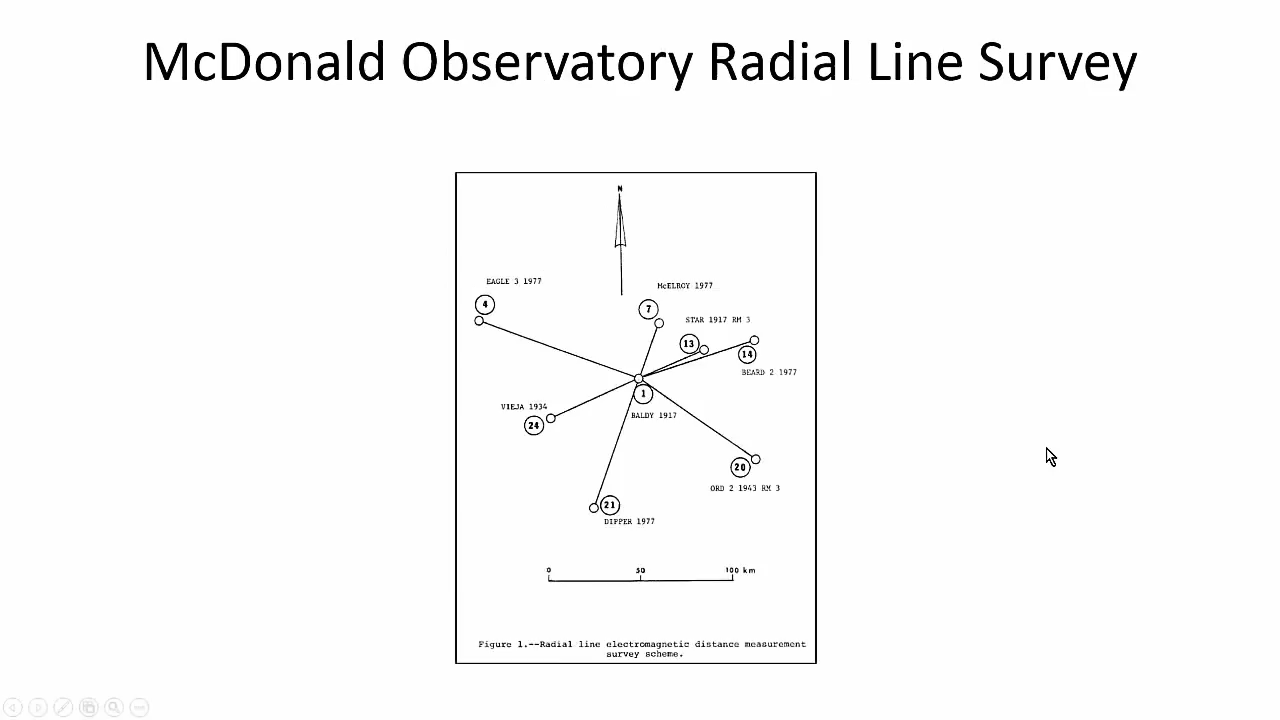 McDonald Observatory Radial Line Survey
N
EAGLE 3 1977
4
McELROY 1977
7
STAR 1917 RM 3
13
14
BEARD 2 1977
1
BALDY 1917
VIEJA 1934
24
20
ORD 2 1943 RM 3
21
DIPPER 1977
0 50 100 km
Figure 1.--Radial line electromagnetic distance measurement
survey scheme.